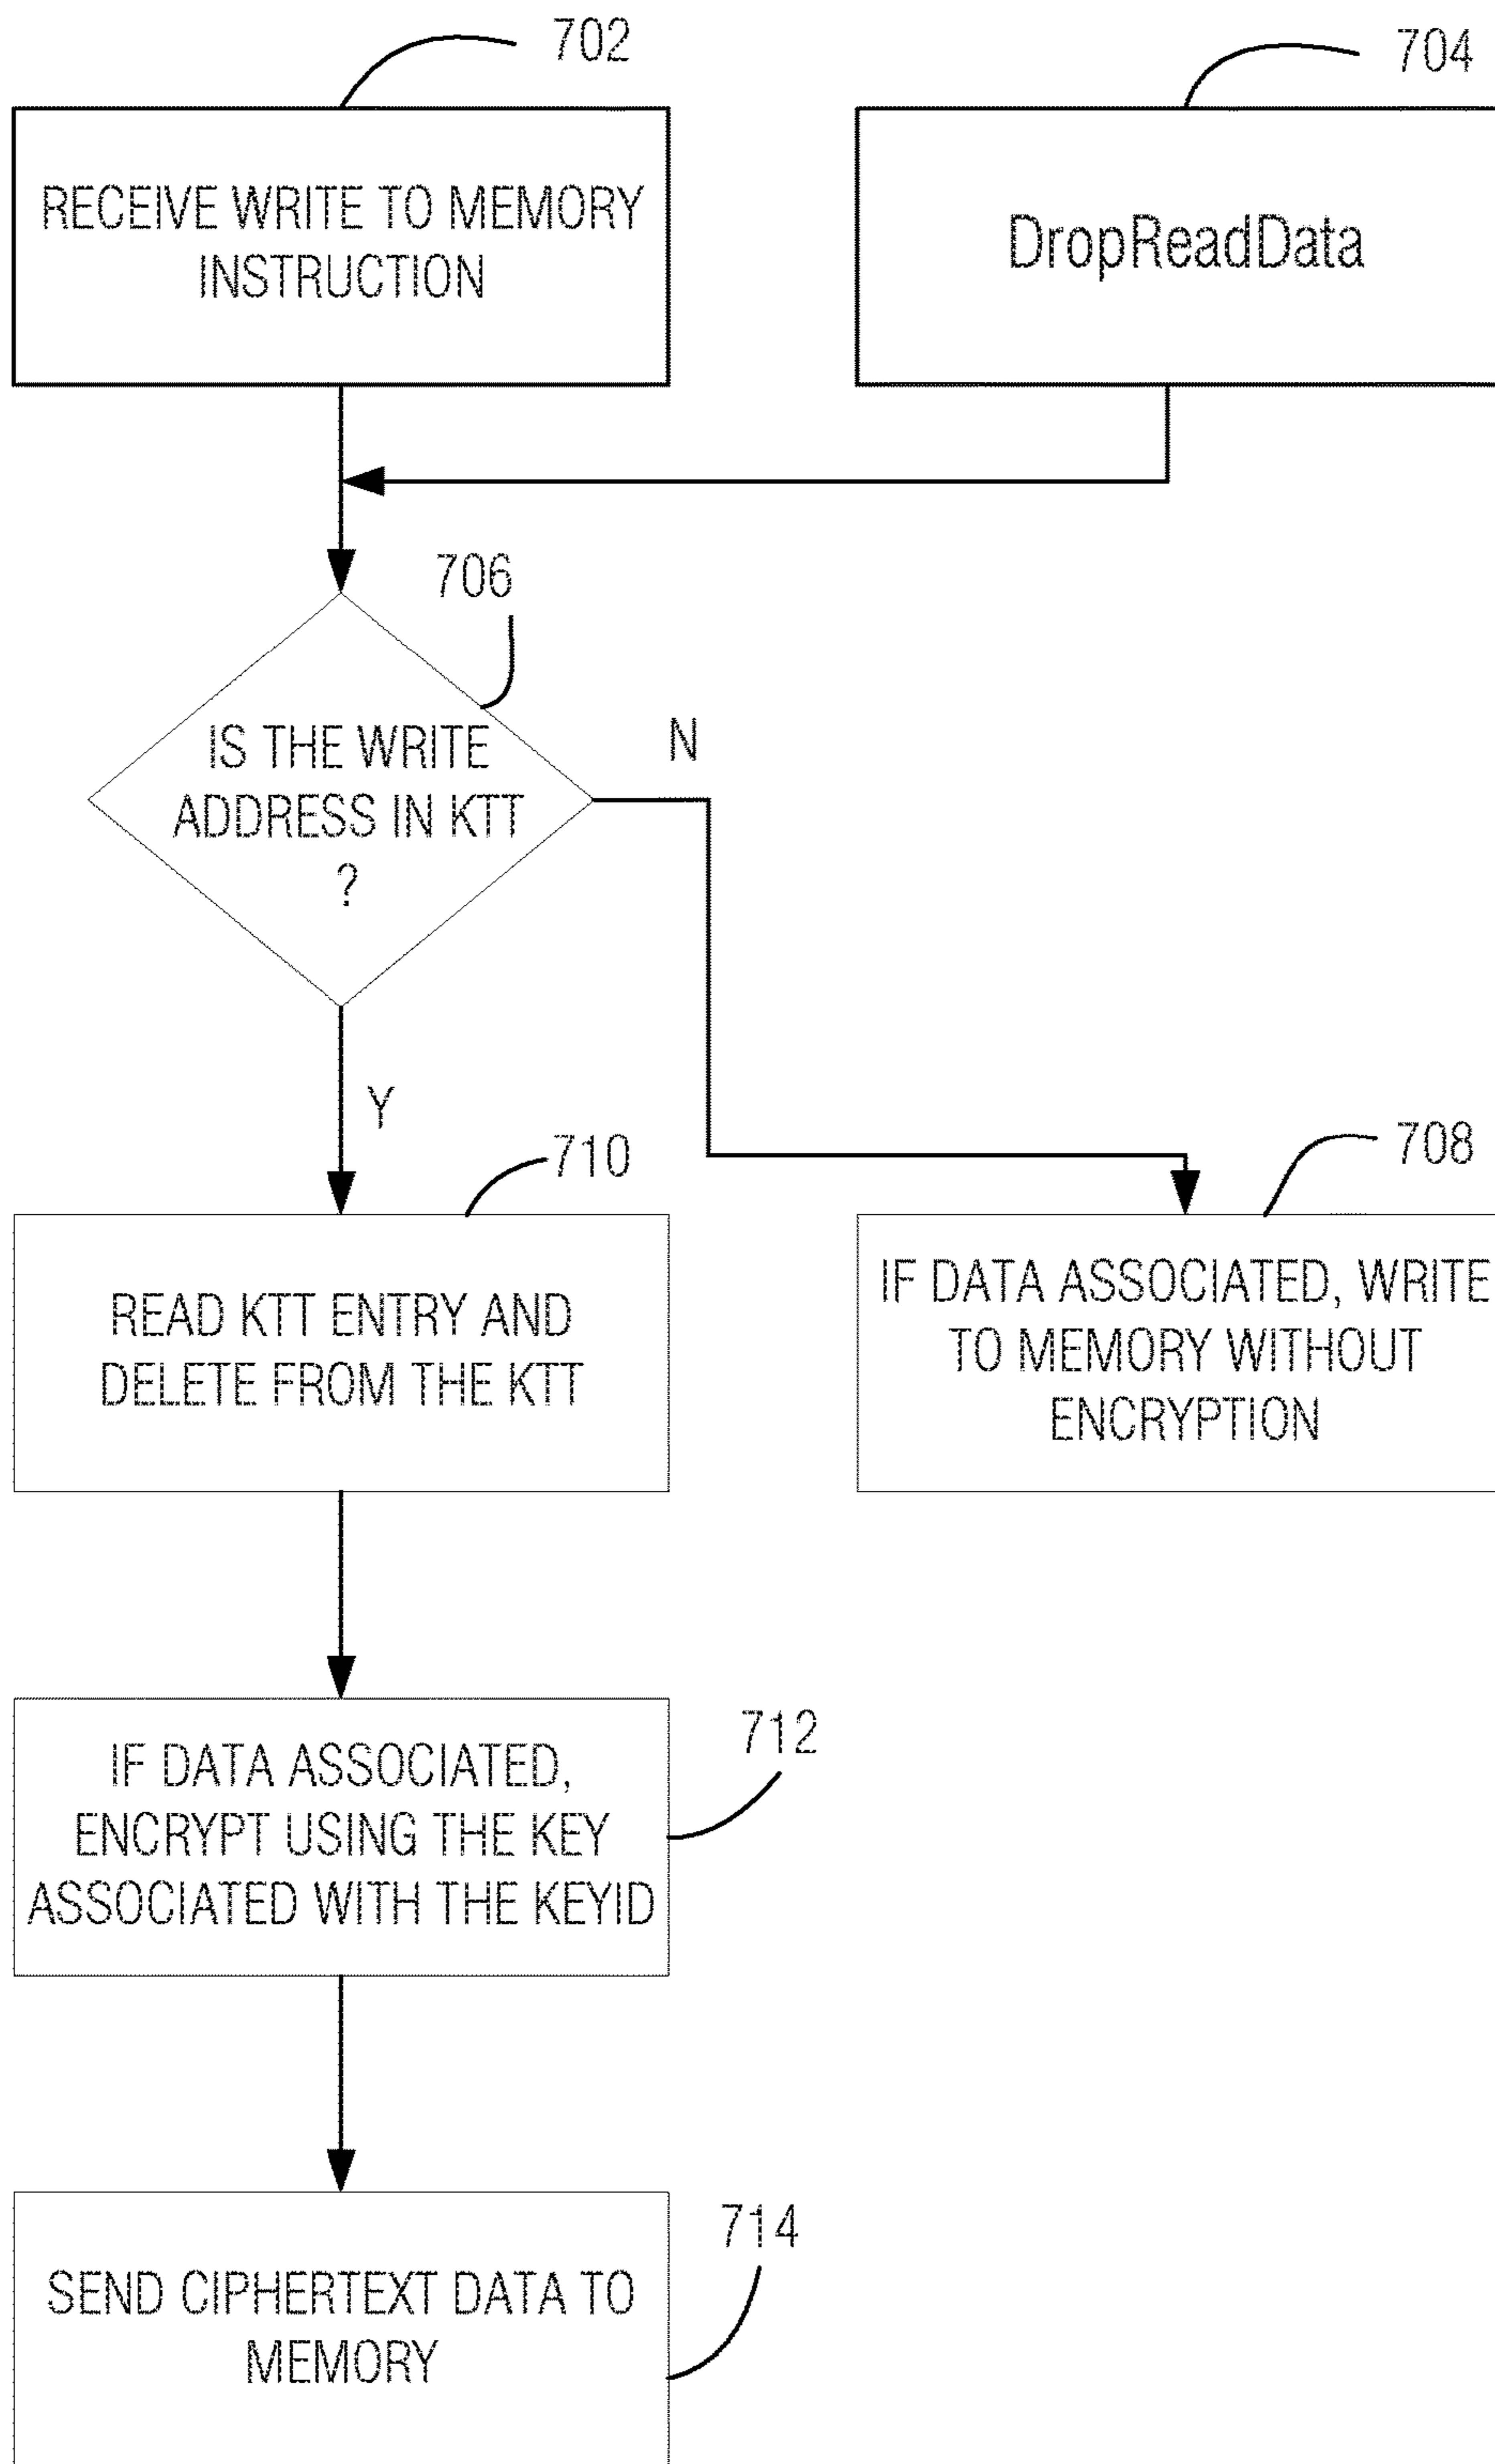 702
704
RECEIVE WRITE TO MEMORY
INSTRUCTION
DropReadData
706
IS THE WRITE
ADDRESS IN KTT
?
N
Y
710
708
READ KTT ENTRY AND
DELETE FROM THE KTT
IF DATA ASSOCIATED, WRITE
TO MEMORY WITHOUT
ENCRYPTION
712
IF DATA ASSOCIATED,
ENCRYPT USING THE KEY
ASSOCIATED WITH THE KEYID
714
SEND CIPHERTEXT DATA TO
MEMORY